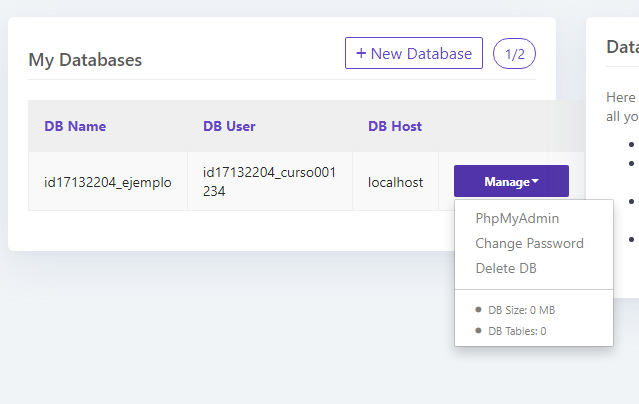 My Databases
+ New Database
1/2
DB Name DB User DB Host
id17132204_ejemplo
id17132204_curso001
234
localhost
Manage
PhpMyAdmin
Change Password
Delete DB
• DB Size: 0 MB
• DB Tables: 0
Data
Here
all yo